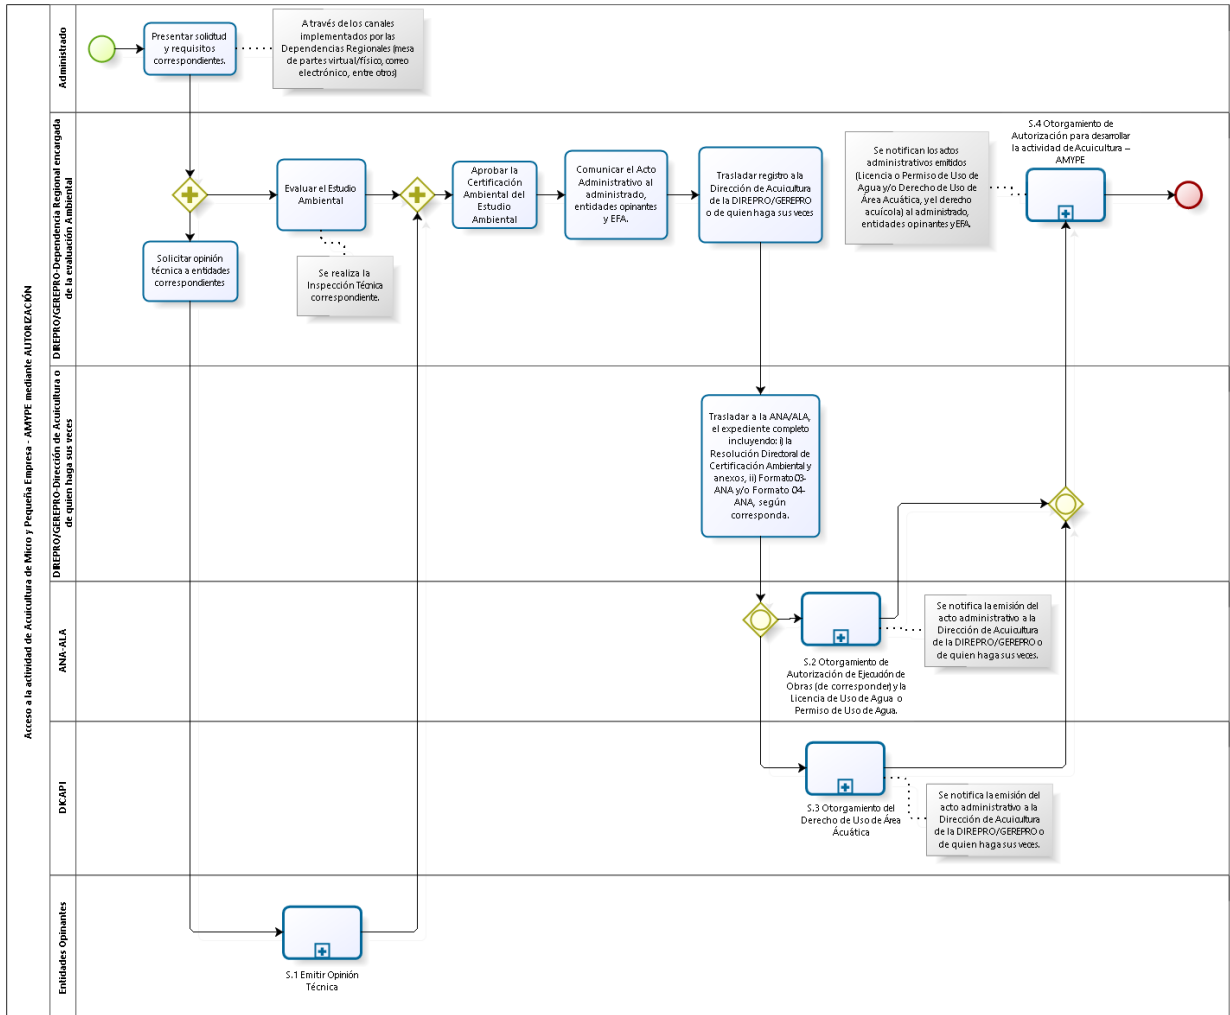 Acceso a la actividad de Acuicultura de Micro y Pequeña Empresa - AMYPE mediante AUTORIZACIÓN
Administrado
Presentar solicitud
y requisitos
correspondientes.
A través de los canales
implementados por las
Dependencias Regionales (mesa
de partes virtual/físico, correo
electrónico, entre otros)
DIREPRO/GEREPRO-Dependencia Regional encargada
de la evaluación Ambiental
Evaluar el Estudio
Ambiental
Solicitar opinión
técnica a entidades
correspondientes
Se realiza la
Inspección Técnica
correspondiente.
Aprobar la
Certificación
Ambiental del
Estudio
Ambiental
Comunicar el Acto
Administrativo al
administrado,
entidades opinantes
y EFA.
Trasladar registro a la
Dirección de Acuicultura
de la DIREPRO/GEREPRO
o de quien haga sus veces
Se notifican los actos
administrativos emitidos
(Licencia o Permiso de Uso de
Agua y/o Derecho de Uso de
Área Acuática, y el derecho
acuícola) al administrado,
entidades opinantes y EFA.
S.4 Otorgamiento de
Autorización para desarrollar
la actividad de Acuicultura –
AMYPE
DIREPRO/GEREPRO-Dirección de Acuicultura o
de quien haga sus veces
Trasladar a la ANA/ALA,
el expediente completo
incluyendo: i) la
Resolución Directoral de
Certificación Ambiental y
anexos, ii) Formato 03-
ANA y/o Formato 04-
ANA, según
corresponda.
ANA-ALA
S.2 Otorgamiento de
Autorización de Ejecución de
Obras (de corresponder) y la
Licencia de Uso de Agua o
Permiso de Uso de Agua.
Se notifica la emisión del
acto administrativo a la
Dirección de Acuicultura
de la DIREPRO/GEREPRO o
de quien haga sus veces.
DICAPI
S.3 Otorgamiento del
Derecho de Uso de Área
Ácuática
Se notifica la emisión del
acto administrativo a la
Dirección de Acuicultura
de la DIREPRO/GEREPRO o
de quien haga sus veces.
Entidades Opinantes
S.1 Emitir Opinión
Técnica